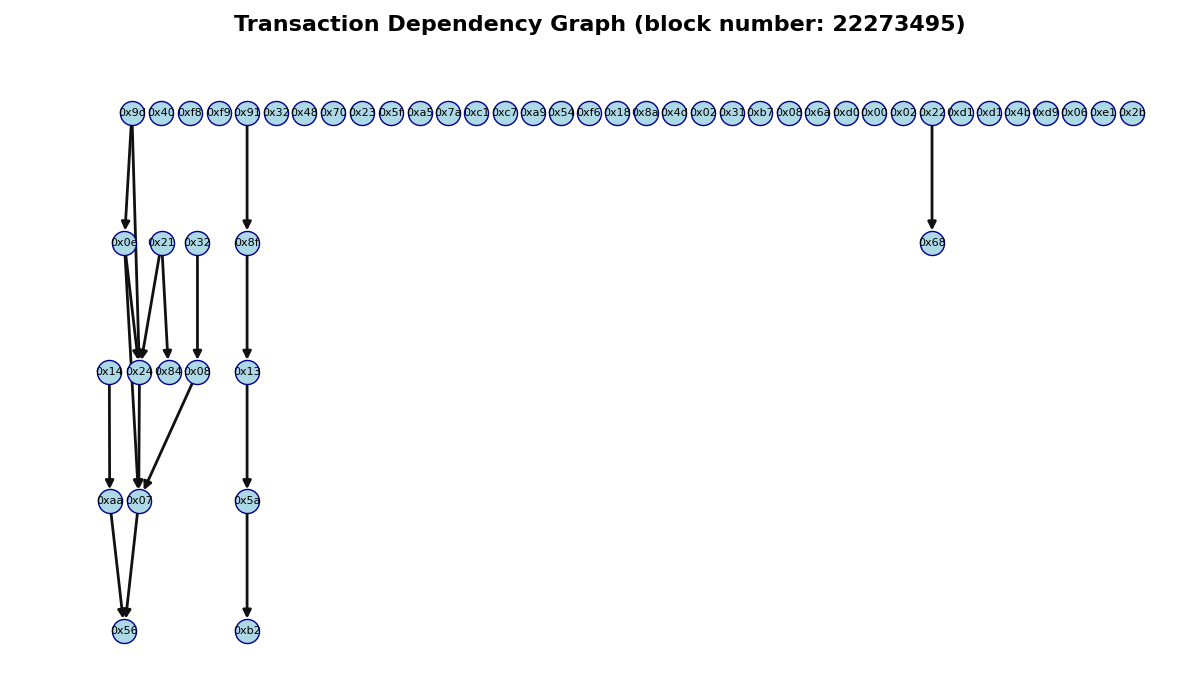 Transaction Dependency Graph (block number: 22273495)
0x9d 0x40 0xf8 0xf9 0x91 0x32 0x48 0x70 0x23 0x5f 0xa5 0x7a 0xc1 0xc7 0xa9 0x54 0xf6 0x18 0x8a 0x4d 0x02 0x31 0xb7 0x08 0x6a 0xd0 0x00 0x02 0x22 0xd1 0xd1 0x4b 0xd9 0x06 0xe1 0x2b
0x0e 0x21 0x32 0x8f 0x68
0x14 0x24 0x84 0x08 0x13
0xaa 0x07 0x5a
0x56 0xb2